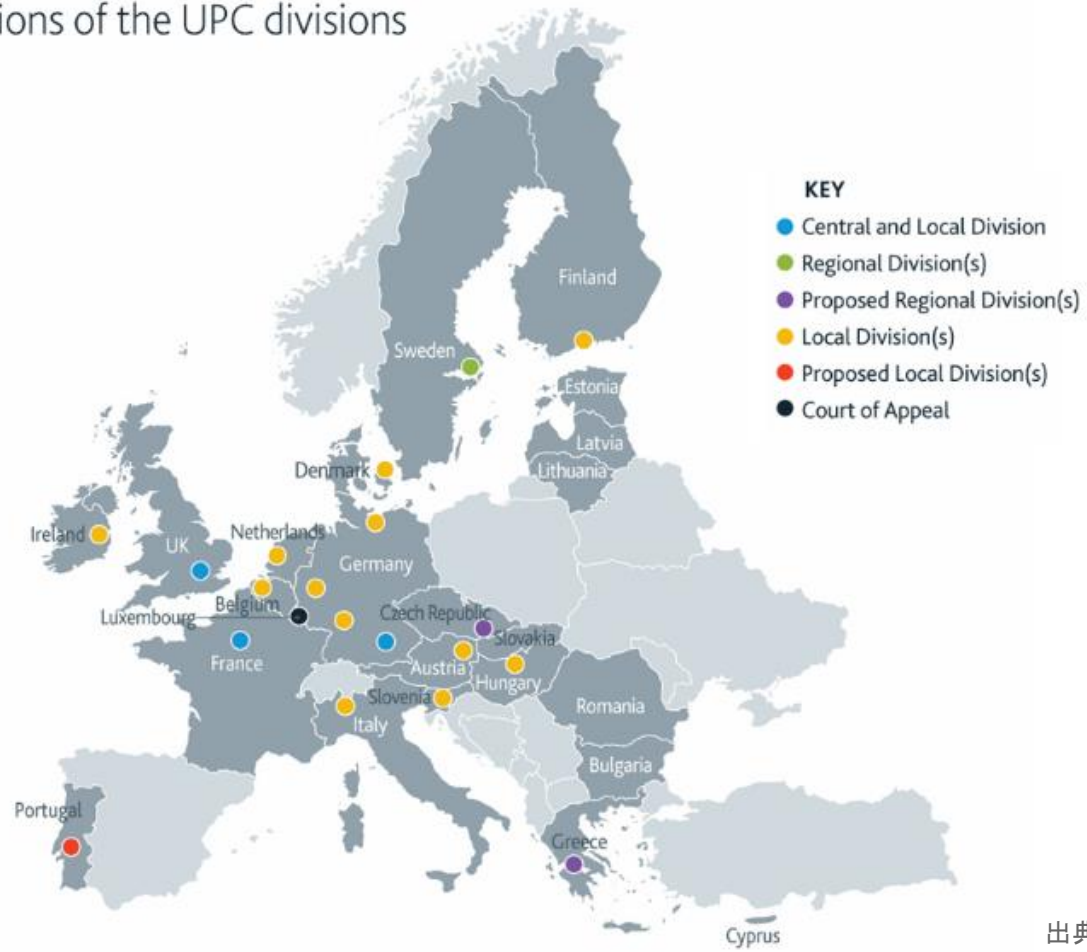 ions of the UPC divisions
KEY
Central and Local Division
Regional Division(s)
Proposed Regional Division(s)
Local Division(s)
Proposed Local Division(s)
Court of Appeal
Finland
Sweden
Estonia
Latvia
Lithuania
Denmark
Ireland
UK
Netherlands
Germany
Belgium
Luxembourg
Czech Republic
Slovakia
France
Austria
Hungary
Slovenia
Italy
Romania
Bulgaria
Portugal
Greece
Cyprus
出典